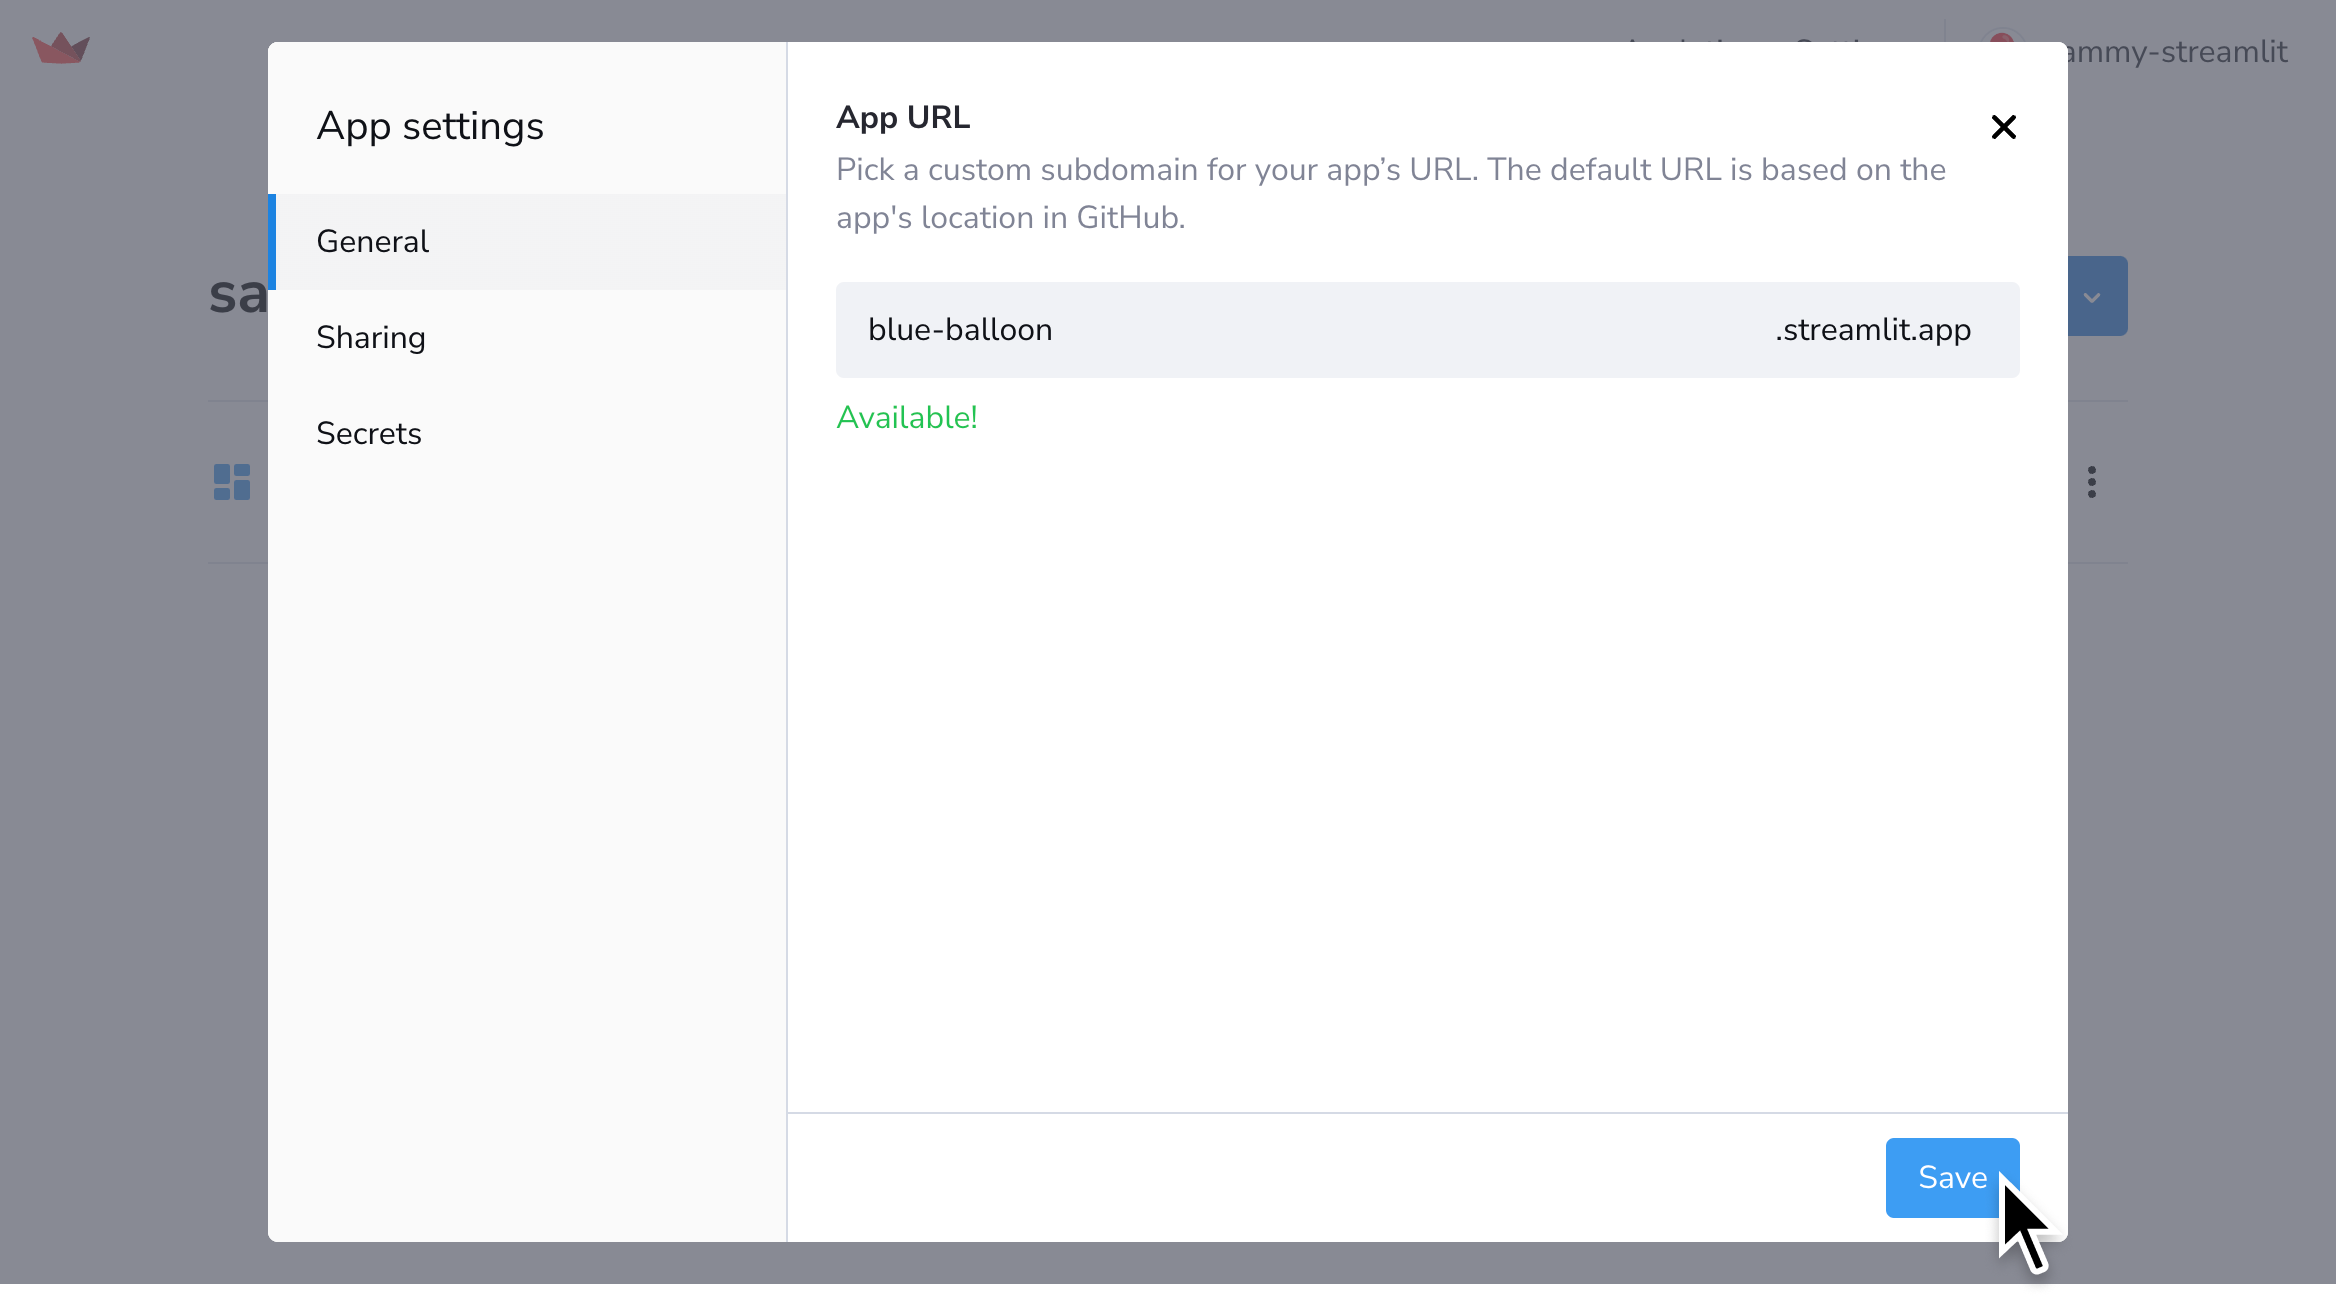 App settings
General
Sharing
Secrets
App URL
Pick a custom subdomain for your app’s URL. The default URL is based on the
app's location in GitHub.
blue-balloon .streamlit.app
Available!
Save
ammy-streamlit
sa